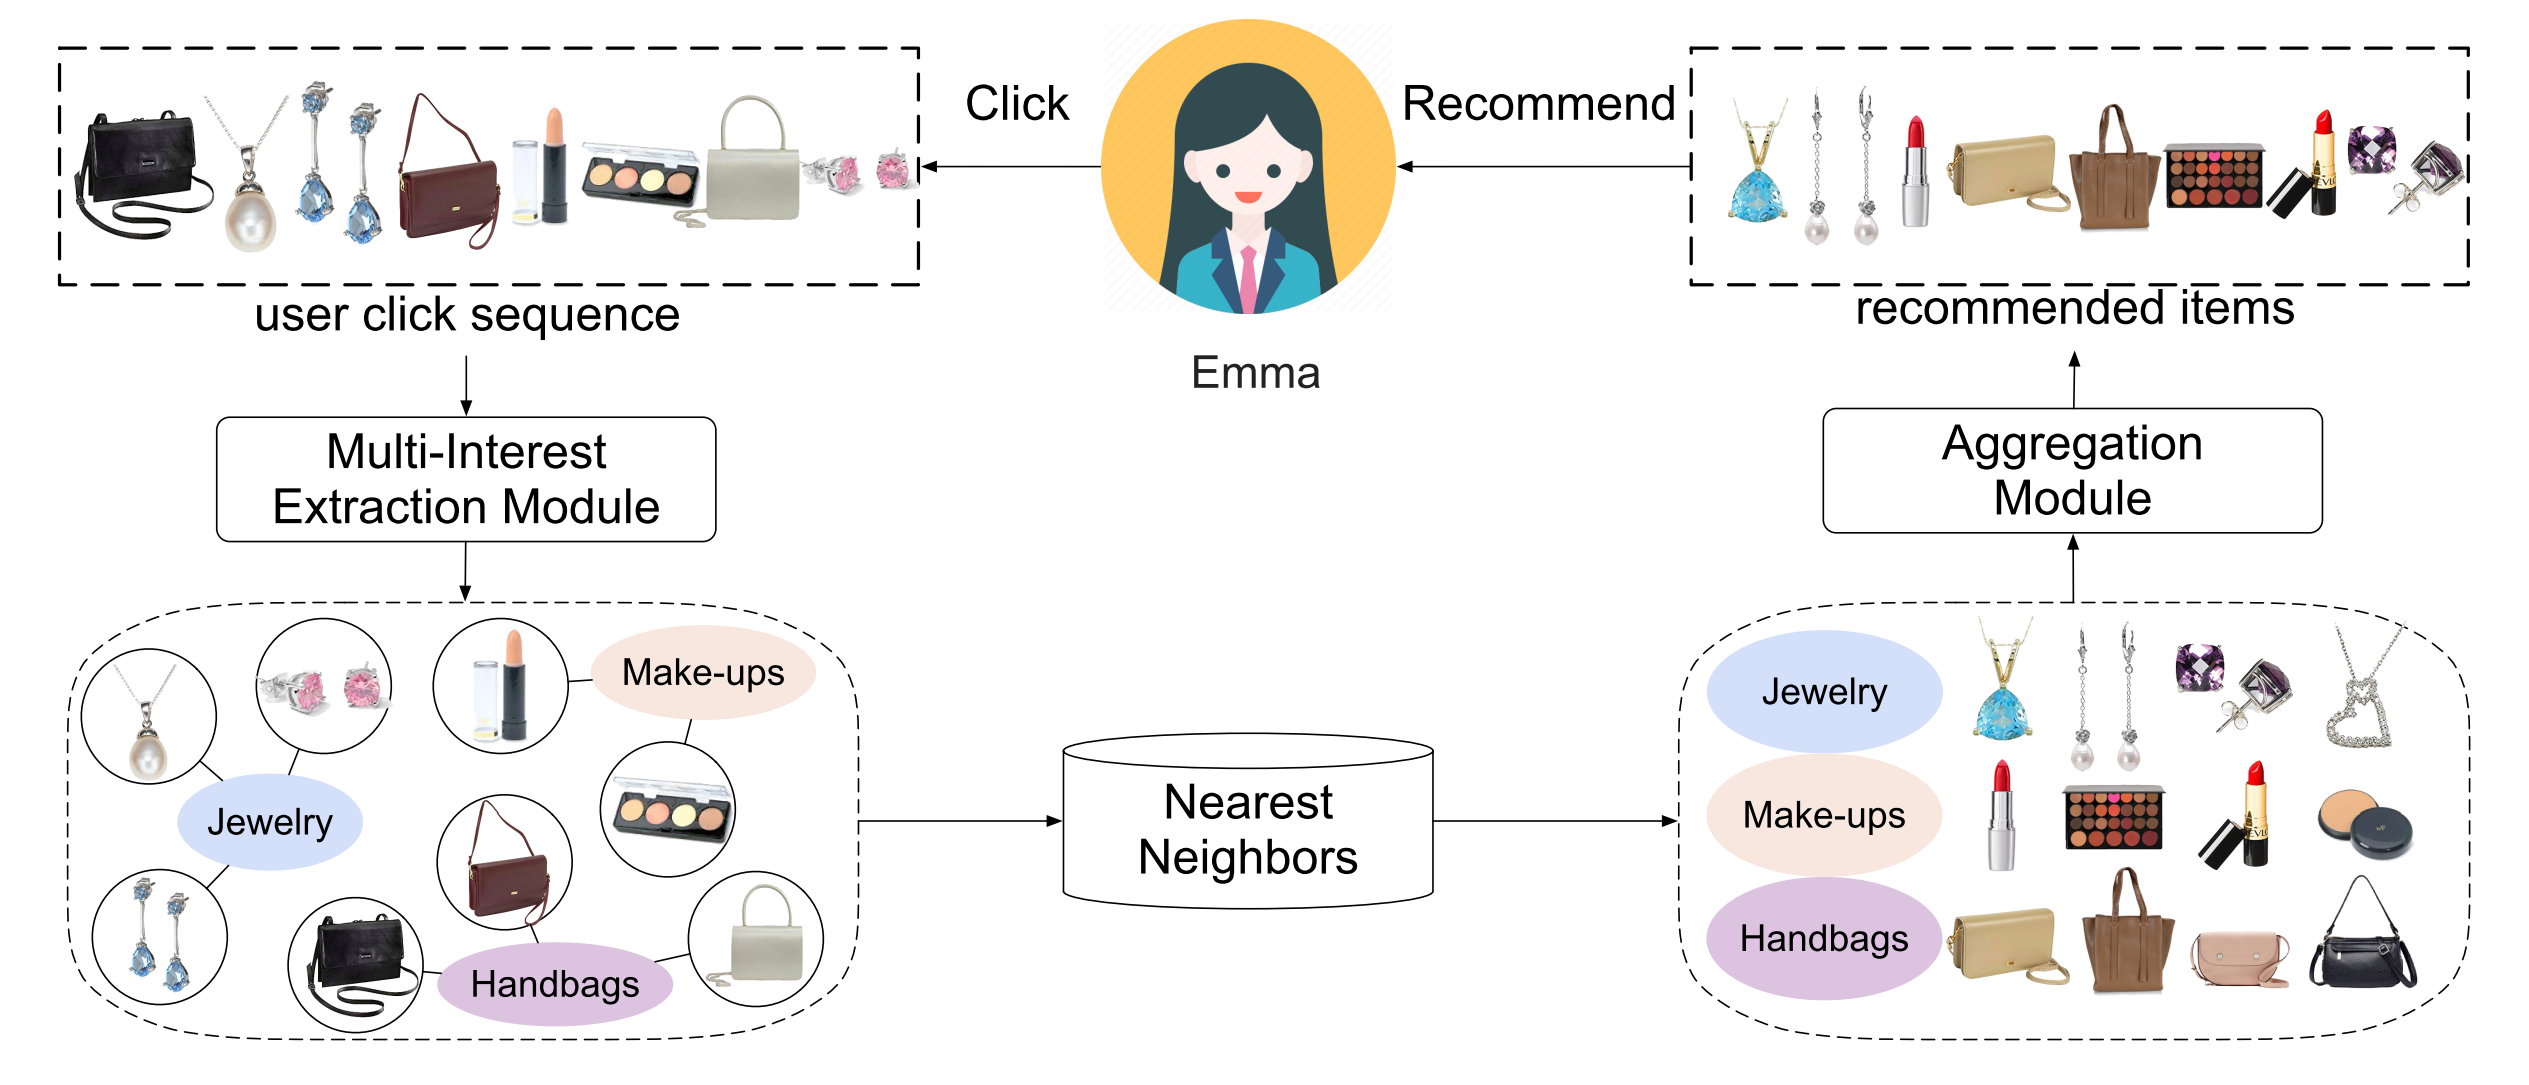 Click
Recommend
user click sequence
Emma
recommended items
Multi-Interest
Extraction Module
Aggregation
Module
Make-ups
Jewelry
Handbags
Nearest
Neighbors
Jewelry
Make-ups
Handbags